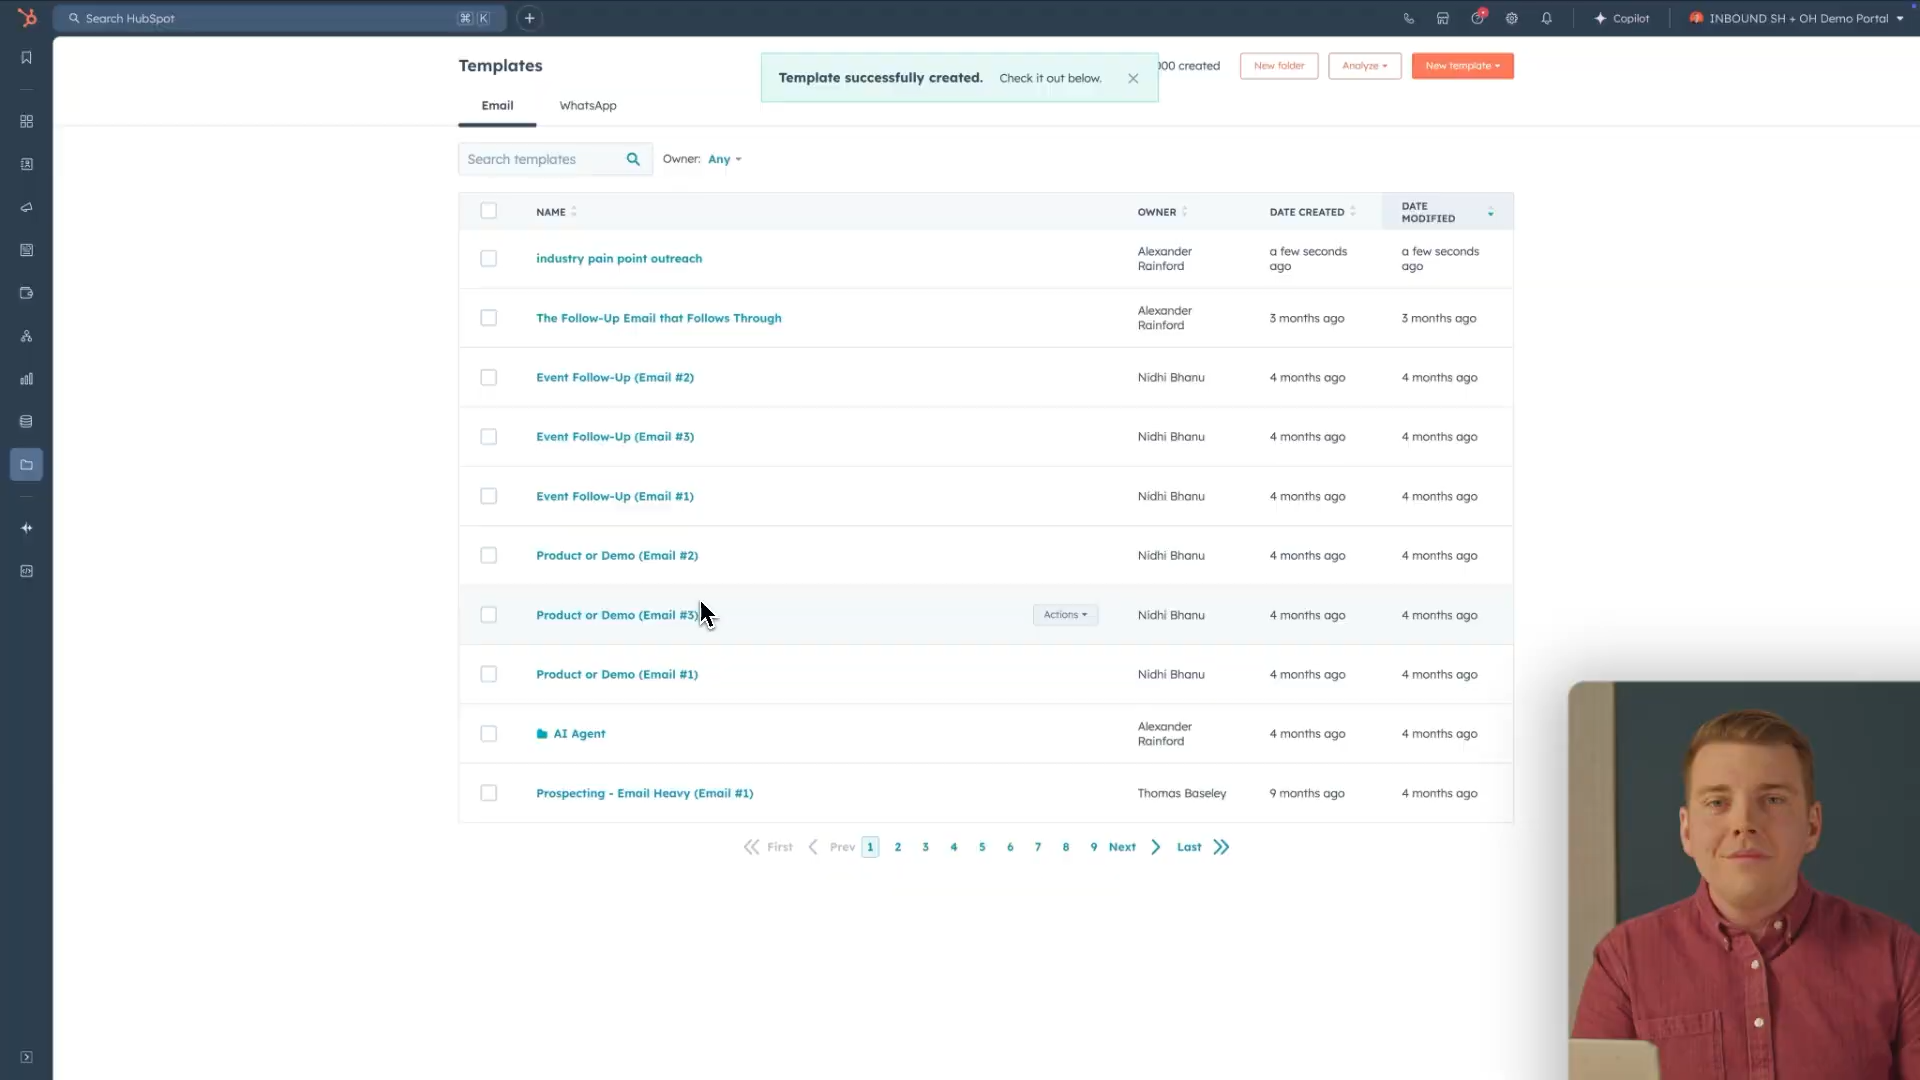 Search HubSpot
⌘ K
Copilot
INBOUND SH + OH Demo Portal
Templates
Template successfully created. Check it out below.
000 created
New folder
Analyze
New template
Email
WhatsApp
Search templates
Owner: Any
NAME
OWNER
DATE CREATED
DATE
MODIFIED
industry pain point outreach
Alexander
Rainford
a few seconds
ago
a few seconds
ago
The Follow-Up Email that Follows Through
Alexander
Rainford
3 months ago
3 months ago
Event Follow-Up (Email #2)
Nidhi Bhanu
4 months ago
4 months ago
Event Follow-Up (Email #3)
Nidhi Bhanu
4 months ago
4 months ago
Event Follow-Up (Email #1)
Nidhi Bhanu
4 months ago
4 months ago
Product or Demo (Email #2)
Nidhi Bhanu
4 months ago
4 months ago
Product or Demo (Email #3)
Actions
Nidhi Bhanu
4 months ago
4 months ago
Product or Demo (Email #1)
Nidhi Bhanu
4 months ago
4 months ago
AI Agent
Alexander
Rainford
4 months ago
4 months ago
Prospecting - Email Heavy (Email #1)
Thomas Baseley
9 months ago
4 months ago
First Prev 1 2 3 4 5 6 7 8 9 Next Last